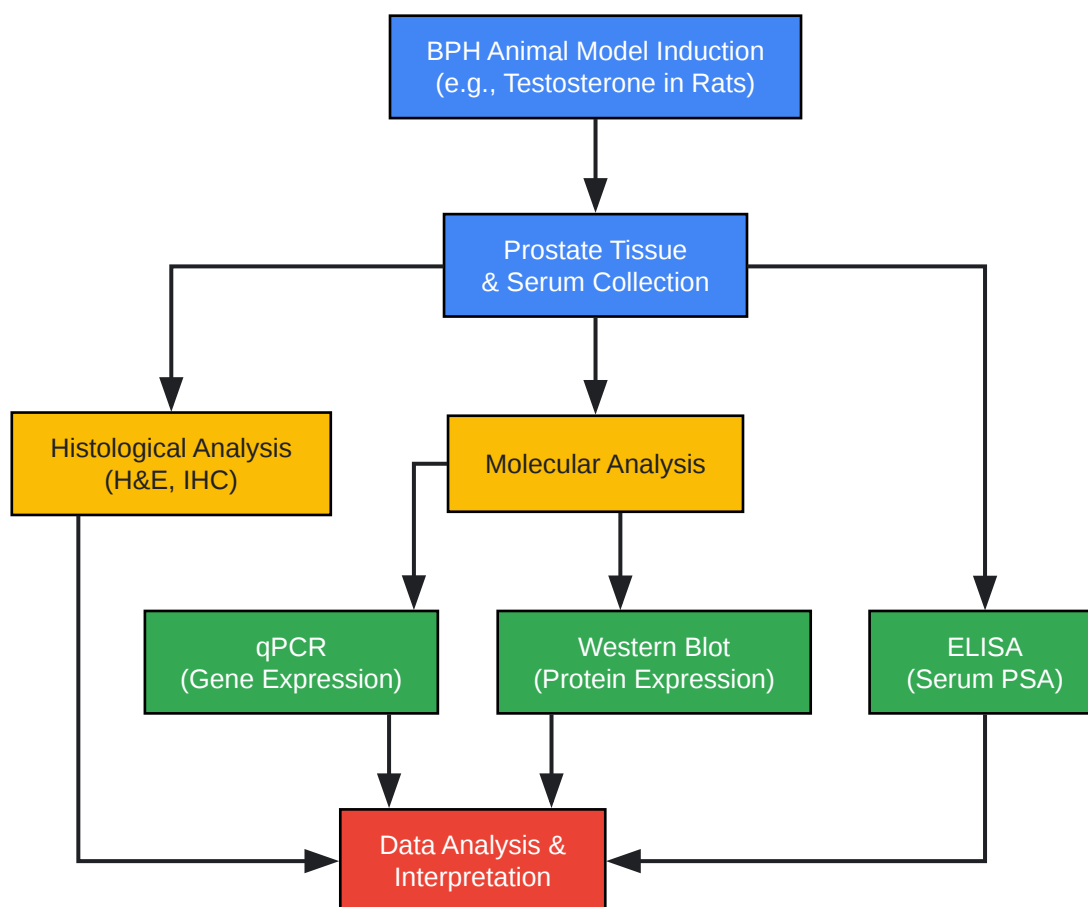 BPH Animal Model Induction
(e.g., Testosterone in Rats)
Prostate Tissue
& Serum Collection
Histological Analysis
(H&E, IHC)
Molecular Analysis
qPCR
(Gene Expression)
Western Blot
(Protein Expression)
ELISA
(Serum PSA)
Data Analysis &
Interpretation